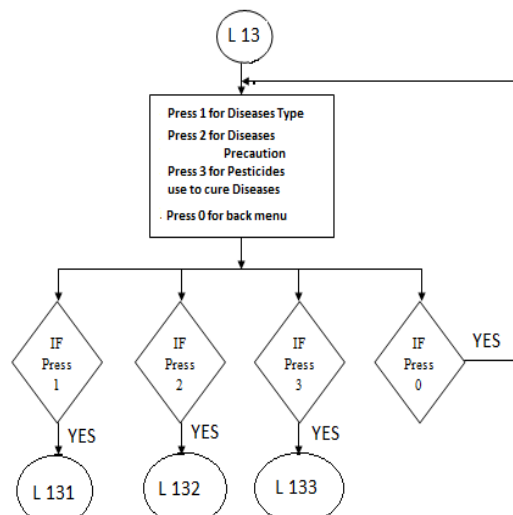 L 13
Press 1 for Diseases Type
Press 2 for Diseases
Precaution
Press 3 for Pesticides
use to cure Diseases
. Press 0 for back menu
IF
Press
1
IF
Press
2
IF
Press
3
IF
Press
0
YES
YES
YES
YES
L 131
L 132
L 133